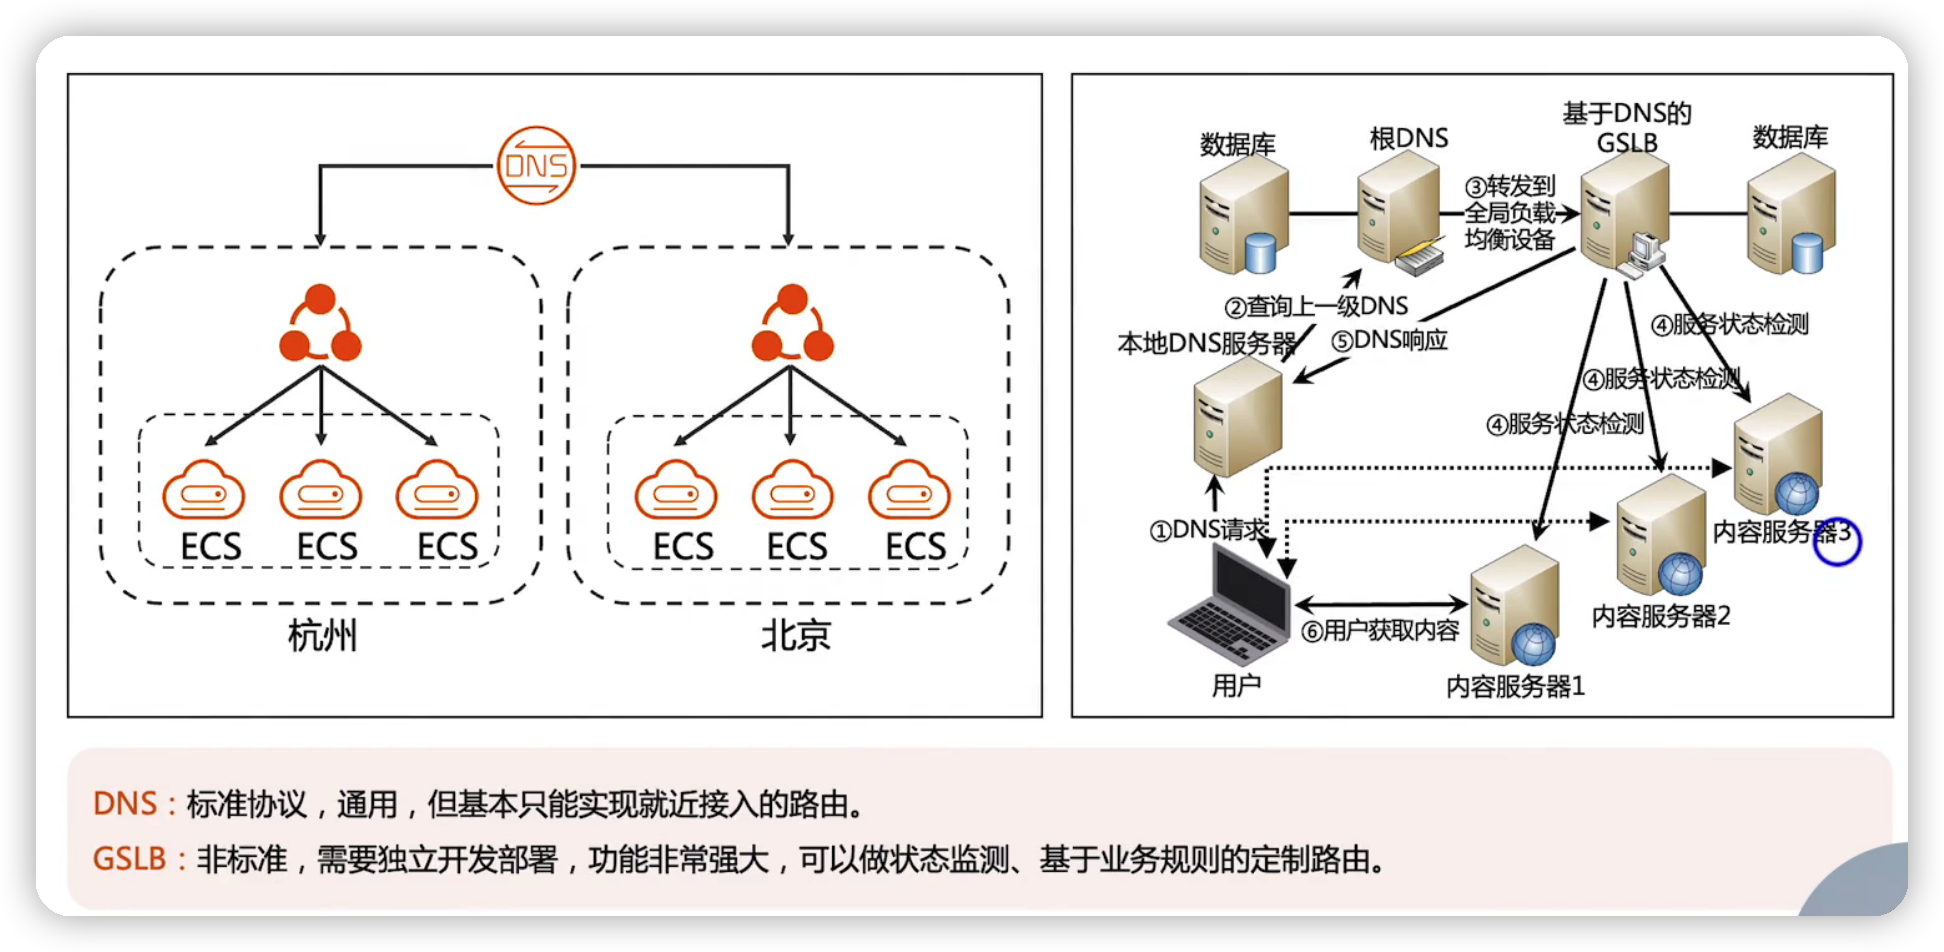 DNS
ECS
ECS
ECS
ECS
ECS
ECS
杭州
北京
数据库
根DNS
基于DNS的
GSLB
数据库
③转发到
全局负载
均衡设备
②查询上一级DNS
本地DNS服务器
⑤DNS响应
④服务状态检测
④服务状态检测
④服务状态检测
①DNS请求
内容服务器3
内容服务器2
⑥用户获取内容
用户
内容服务器1
DNS：标准协议，通用，但基本只能实现就近接入的路由。
GSLB：非标准，需要独立开发部署，功能非常强大，可以做状态监测、基于业务规则的定制路由。